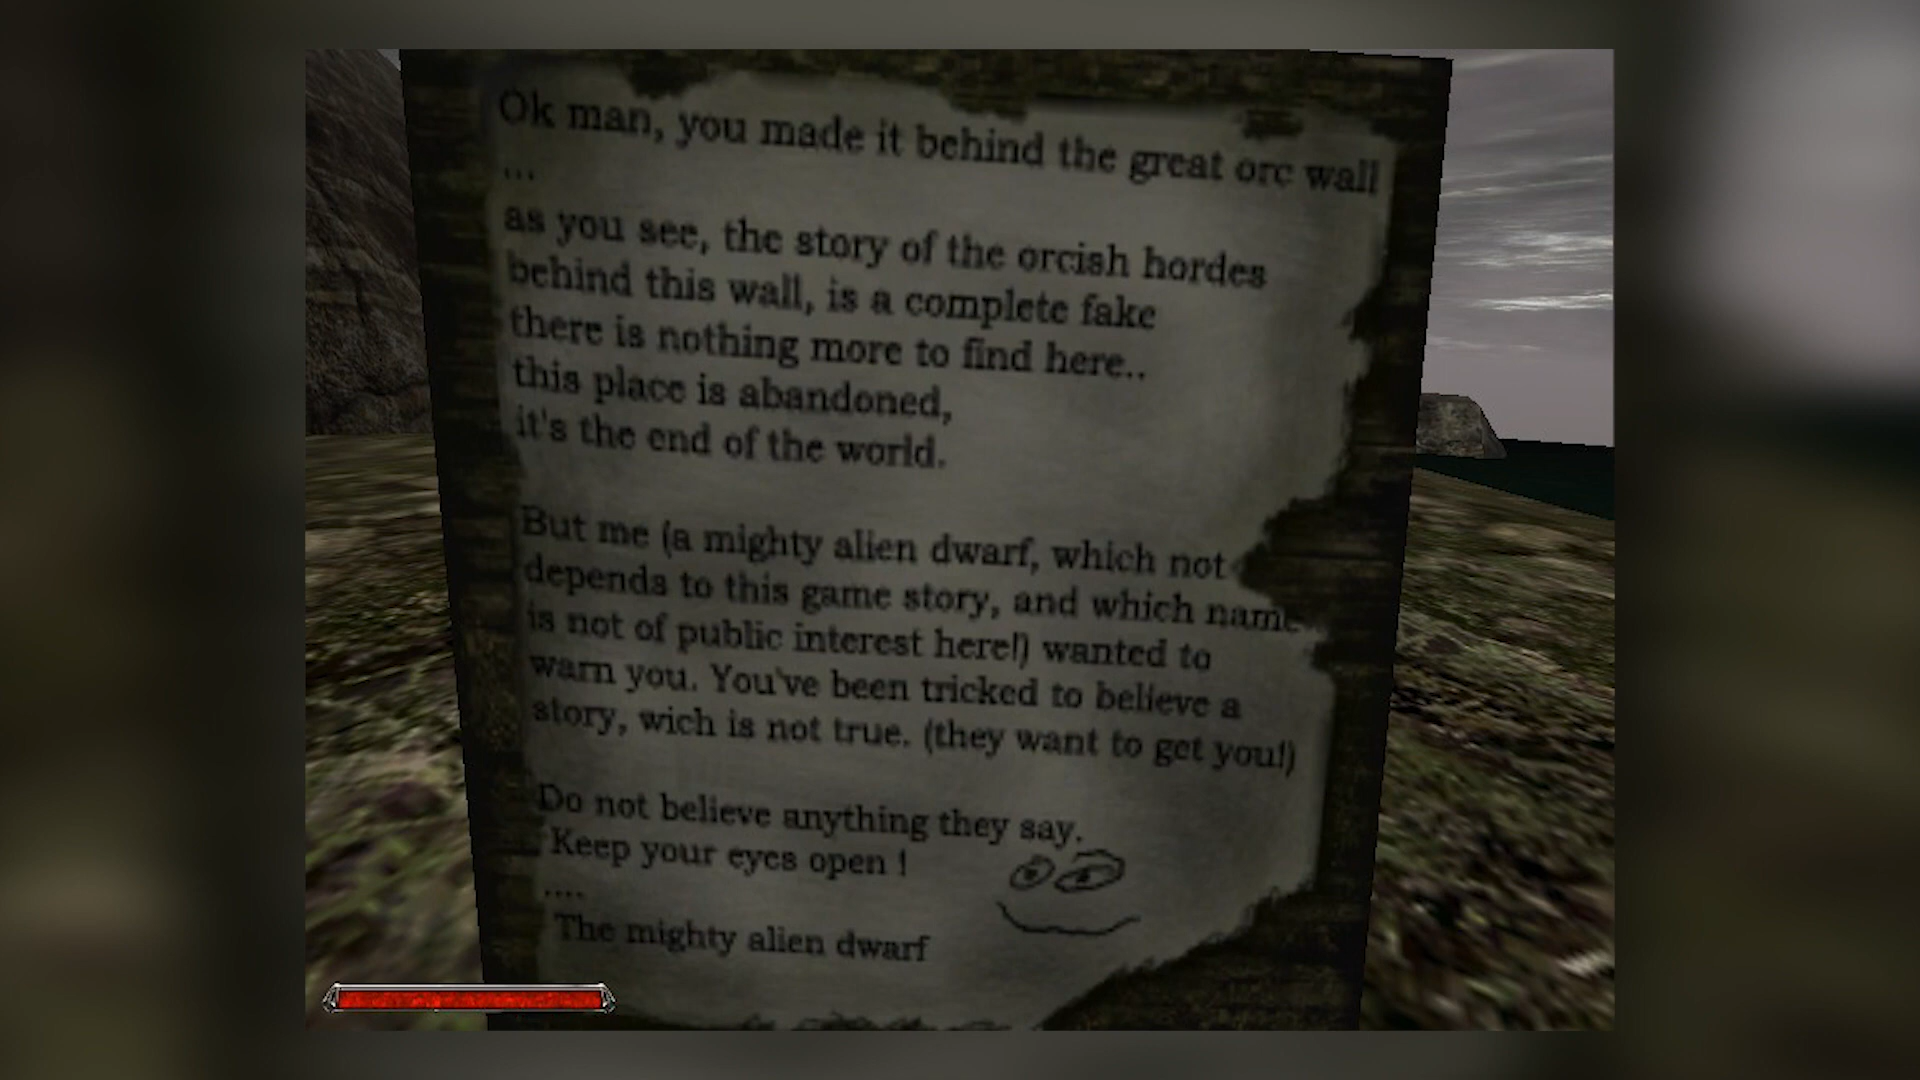 Ok man, you made it behind the great orc wall
...
as you see, the story of the orcish hordes
behind this wall, is a complete fake
there is nothing more to find here..
this place is abandoned,
it's the end of the world.
But me (a mighty alien dwarf, which not
depends to this game story, and which name
is not of public interest here!) wanted to
warn you. You've been tricked to believe a
story, wich is not true. (they want to get you!)
Do not believe anything they say.
Keep your eyes open !
....
The mighty alien dwarf